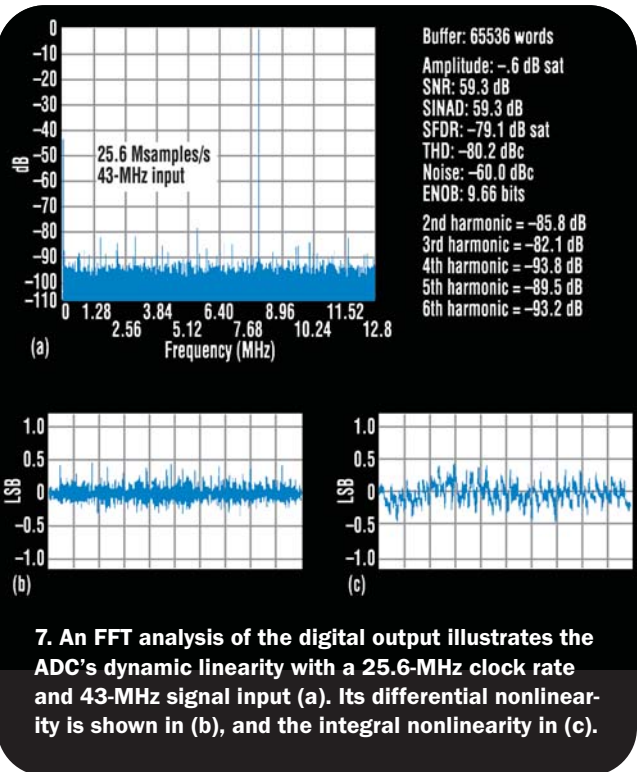 0
−10
−20
−30
−40
−50
−60
−70
−80
−90
−100
−110
dB
25.6 Msamples/s
43-MHz input
0 1.28 3.84 6.40 8.96 11.52
2.56 5.12 7.68 10.24 12.8
Frequency (MHz)
(a)
Buffer: 65536 words
Amplitude: −.6 dB sat
SNR: 59.3 dB
SINAD: 59.3 dB
SFDR: −79.1 dB sat
THD: −80.2 dBc
Noise: −60.0 dBc
ENOB: 9.66 bits
2nd harmonic = −85.8 dB
3rd harmonic = −82.1 dB
4th harmonic = −93.8 dB
5th harmonic = −89.5 dB
6th harmonic = −93.2 dB
1.0
0.5
0
−0.5
−1.0
LSB
(b)
1.0
0.5
0
−0.5
−1.0
LSB
(c)
7. An FFT analysis of the digital output illustrates the
ADC's dynamic linearity with a 25.6-MHz clock rate
and 43-MHz signal input (a). Its differential nonlinear-
ity is shown in (b), and the integral nonlinearity in (c).